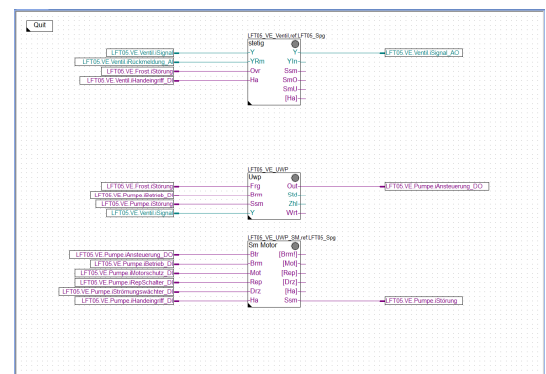 Quit
LFT05_VE_Ventil.ref:LFT05_Spg
stetig
LFT05.VE.Ventil.iSignal Y Y LFT05.VE.Ventil.iSignal_AO
LFT05.VE.Ventil.iRückmeldung_AI YRm YIn
LFT05.VE.Frost.iStörung Ovr Ssm
LFT05.VE.Ventil.iHandeingriff_DI Ha SmO
SmU
[Ha]
LFT05_VE_UWP
Uwp
LFT05.VE.Frost.iStörung Frg Out LFT05.VE.Pumpe.iAnsteuerung_DO
LFT05.VE.Pumpe.iBetrieb_DI Brm Std
LFT05.VE.Pumpe.iStörung Ssm Zhl
LFT05.VE.Ventil.iSignal Y Wrt
LFT05_VE_UWP_SM.ref:LFT05_Spg
Sm Motor
LFT05.VE.Pumpe.iAnsteuerung_DO Btr [Brm!]
LFT05.VE.Pumpe.iBetrieb_DI Brm [Mot]
LFT05.VE.Pumpe.iMotorschutz_DI Mot [Rep]
LFT05.VE.Pumpe.iRepSchalter_DI Rep [Drz]
LFT05.VE.Pumpe.iStrömungswächter_DI Drz [Ha]
LFT05.VE.Pumpe.iHandeingriff_DI Ha Ssm LFT05.VE.Pumpe.iStörung